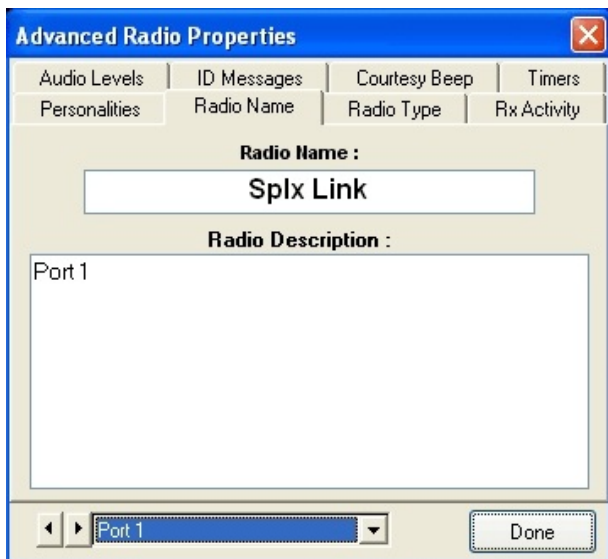 Advanced Radio Properties
Audio Levels ID Messages Courtesy Beep Timers
Personalities Radio Name Radio Type Rx Activity
Radio Name :
Splx Link
Radio Description :
Port 1
Port 1 Done